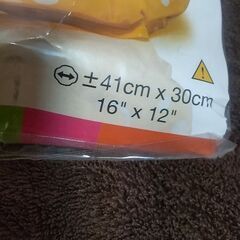 ± 41cm x 30cm
16" x 12"